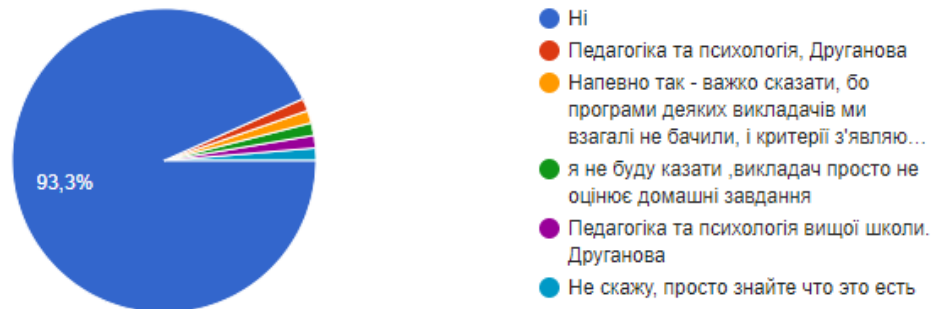 93,3%
Ні
Педагогіка та психологія, Друганова
Напевно так - важко сказати, бо
програми деяких викладачів ми
взагалі не бачили, і критерії з'являю...
я не буду казати ,викладач просто не
оцінює домашні завдання
Педагогіка та психологія вищої школи.
Друганова
Не скажу, просто знайте что это есть